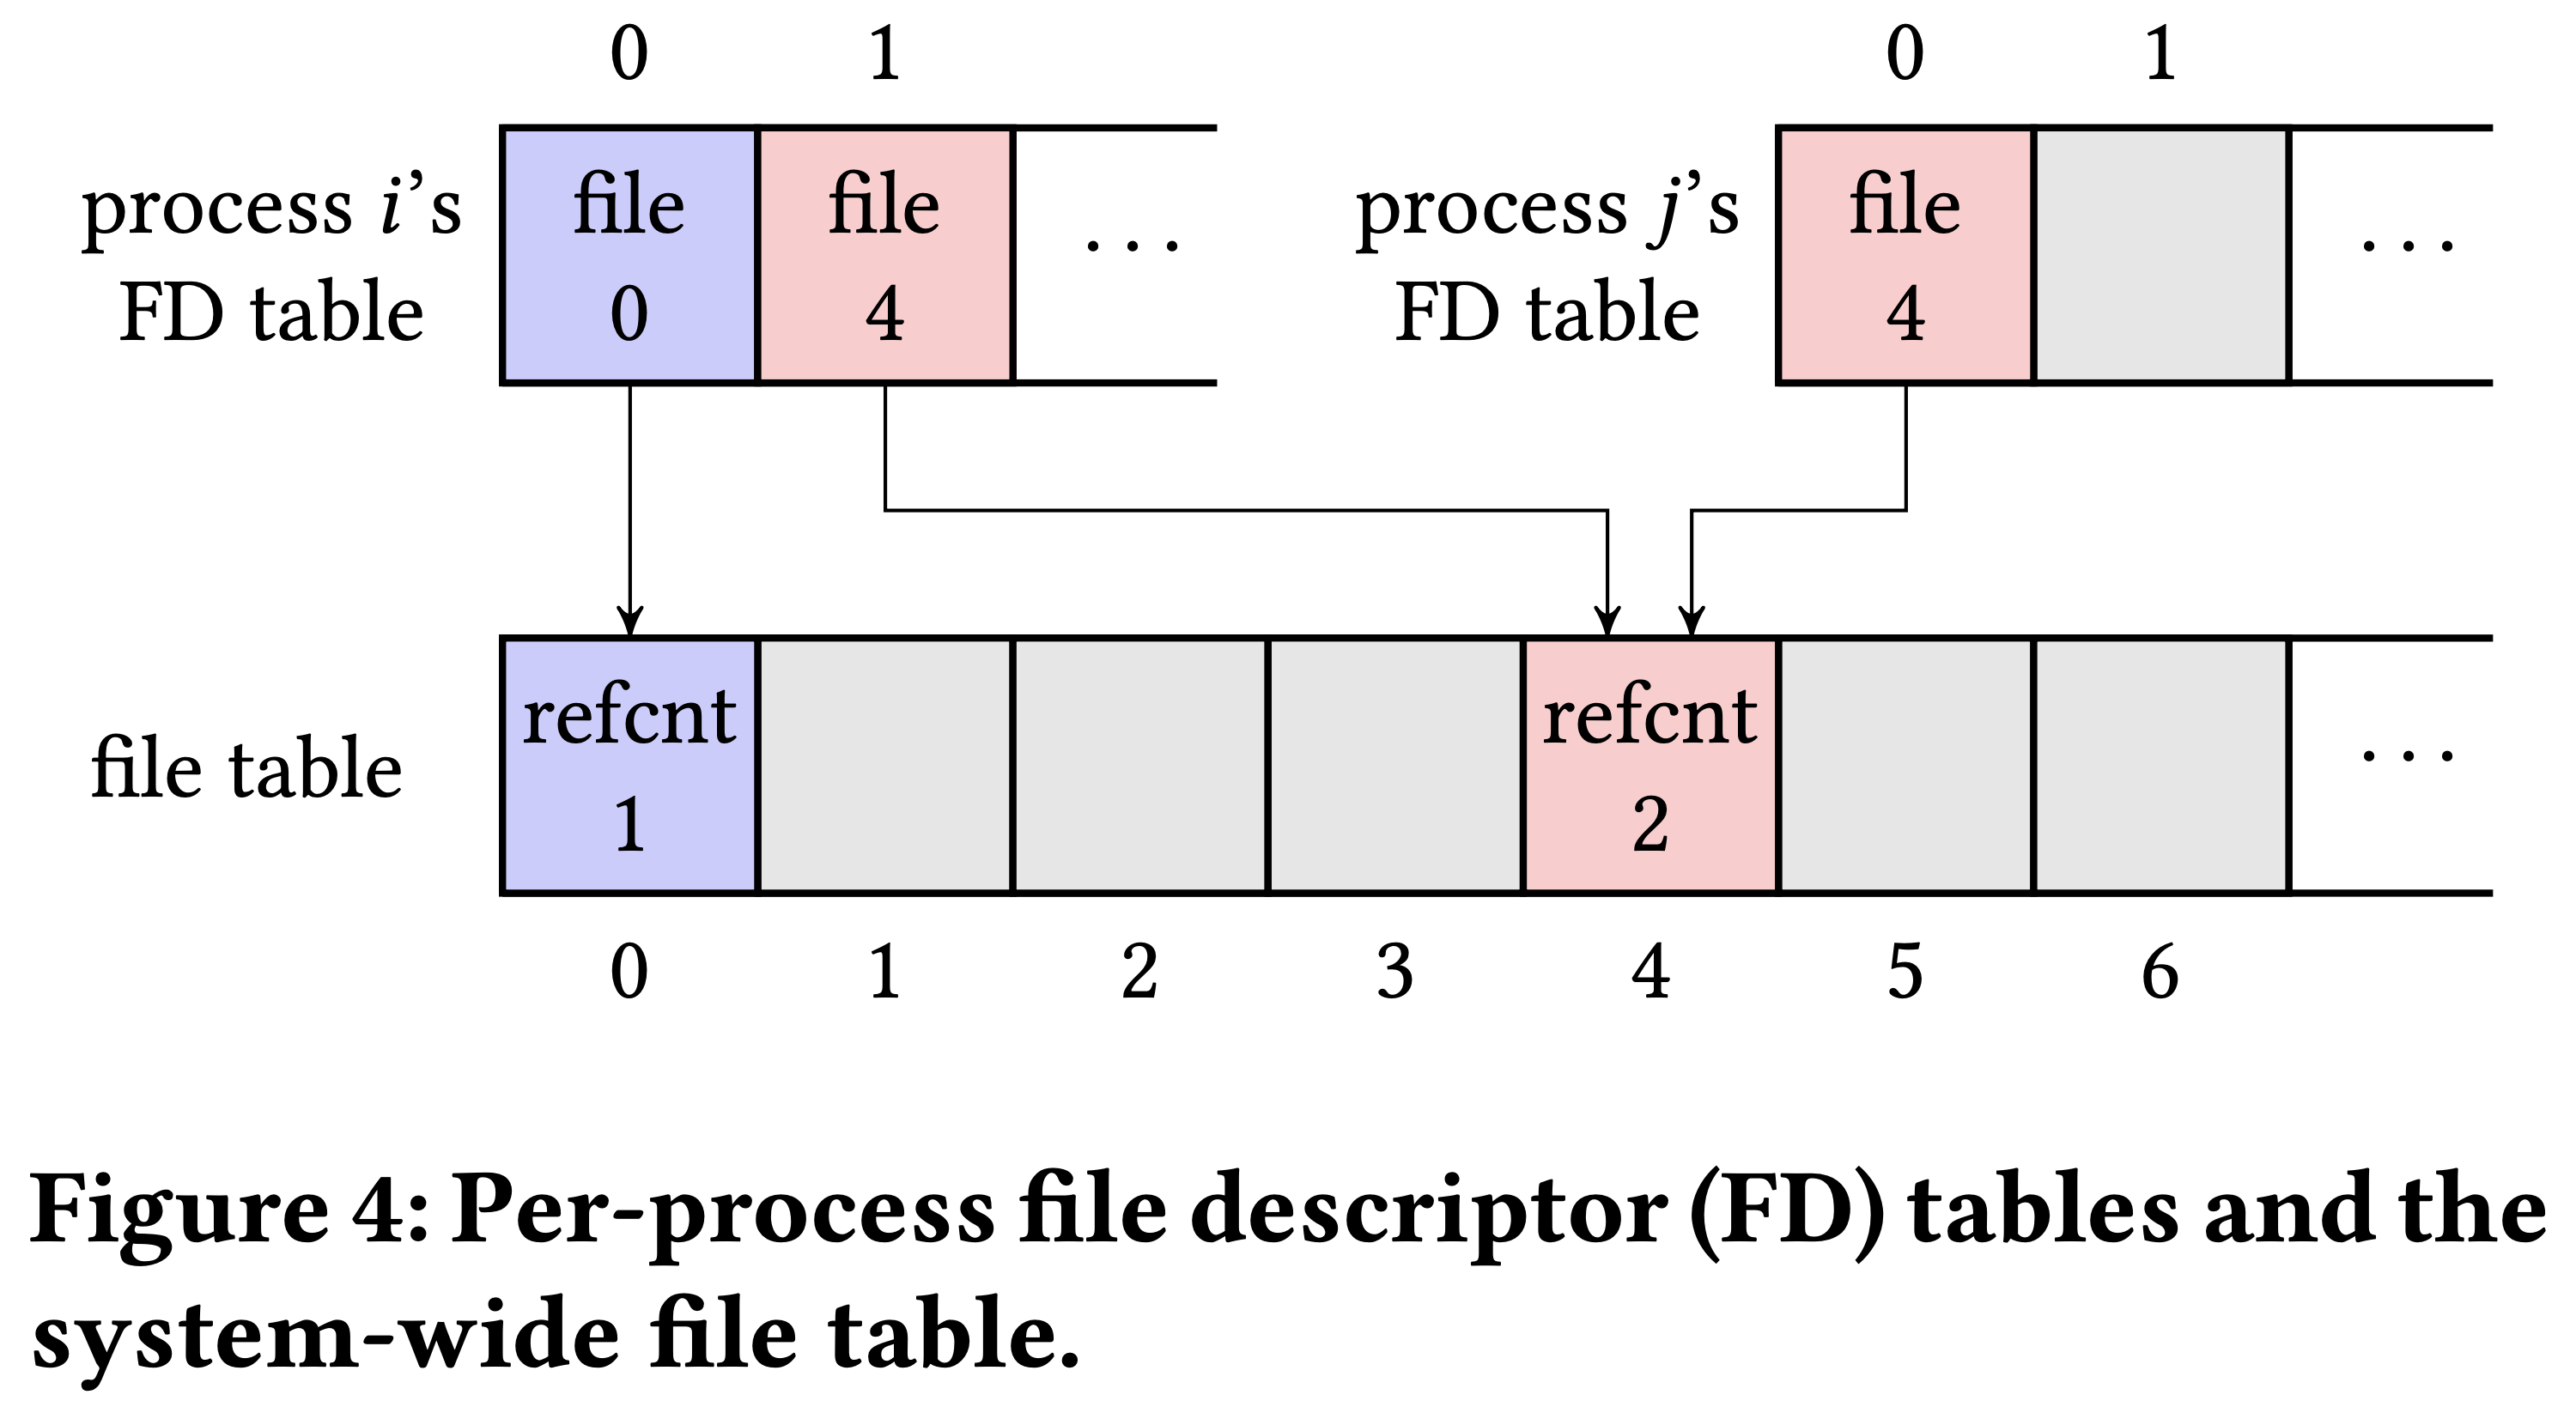 0 1 0 1
process i’s file file . . . process j’s file . . .
FD table 0 4 FD table 4
refcnt refcnt
file table . . .
1 2
0 1 2 3 4 5 6
Figure 4: Per-process file descriptor (FD) tables and the
system-wide file table.